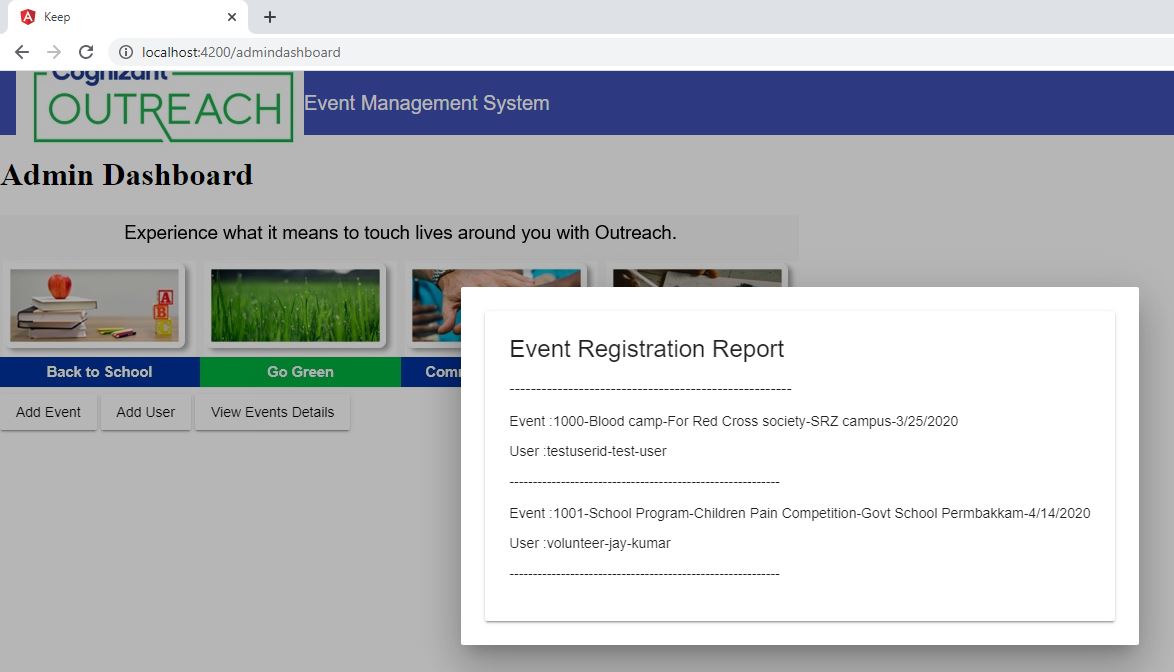 Keep
localhost:4200/admindashboard
Cognizant
OUTREACH
Event Management System
Admin Dashboard
Experience what it means to touch lives around you with Outreach.
A
B
C
Back to School
Go Green
Com
Add Event
Add User
View Events Details
Event Registration Report
-----------------------------------------------------
Event :1000-Blood camp-For Red Cross society-SRZ campus-3/25/2020
User :testuserid-test-user
----------------------------------------------------------
Event :1001-School Program-Children Pain Competition-Govt School Permbakkam-4/14/2020
User :volunteer-jay-kumar
----------------------------------------------------------